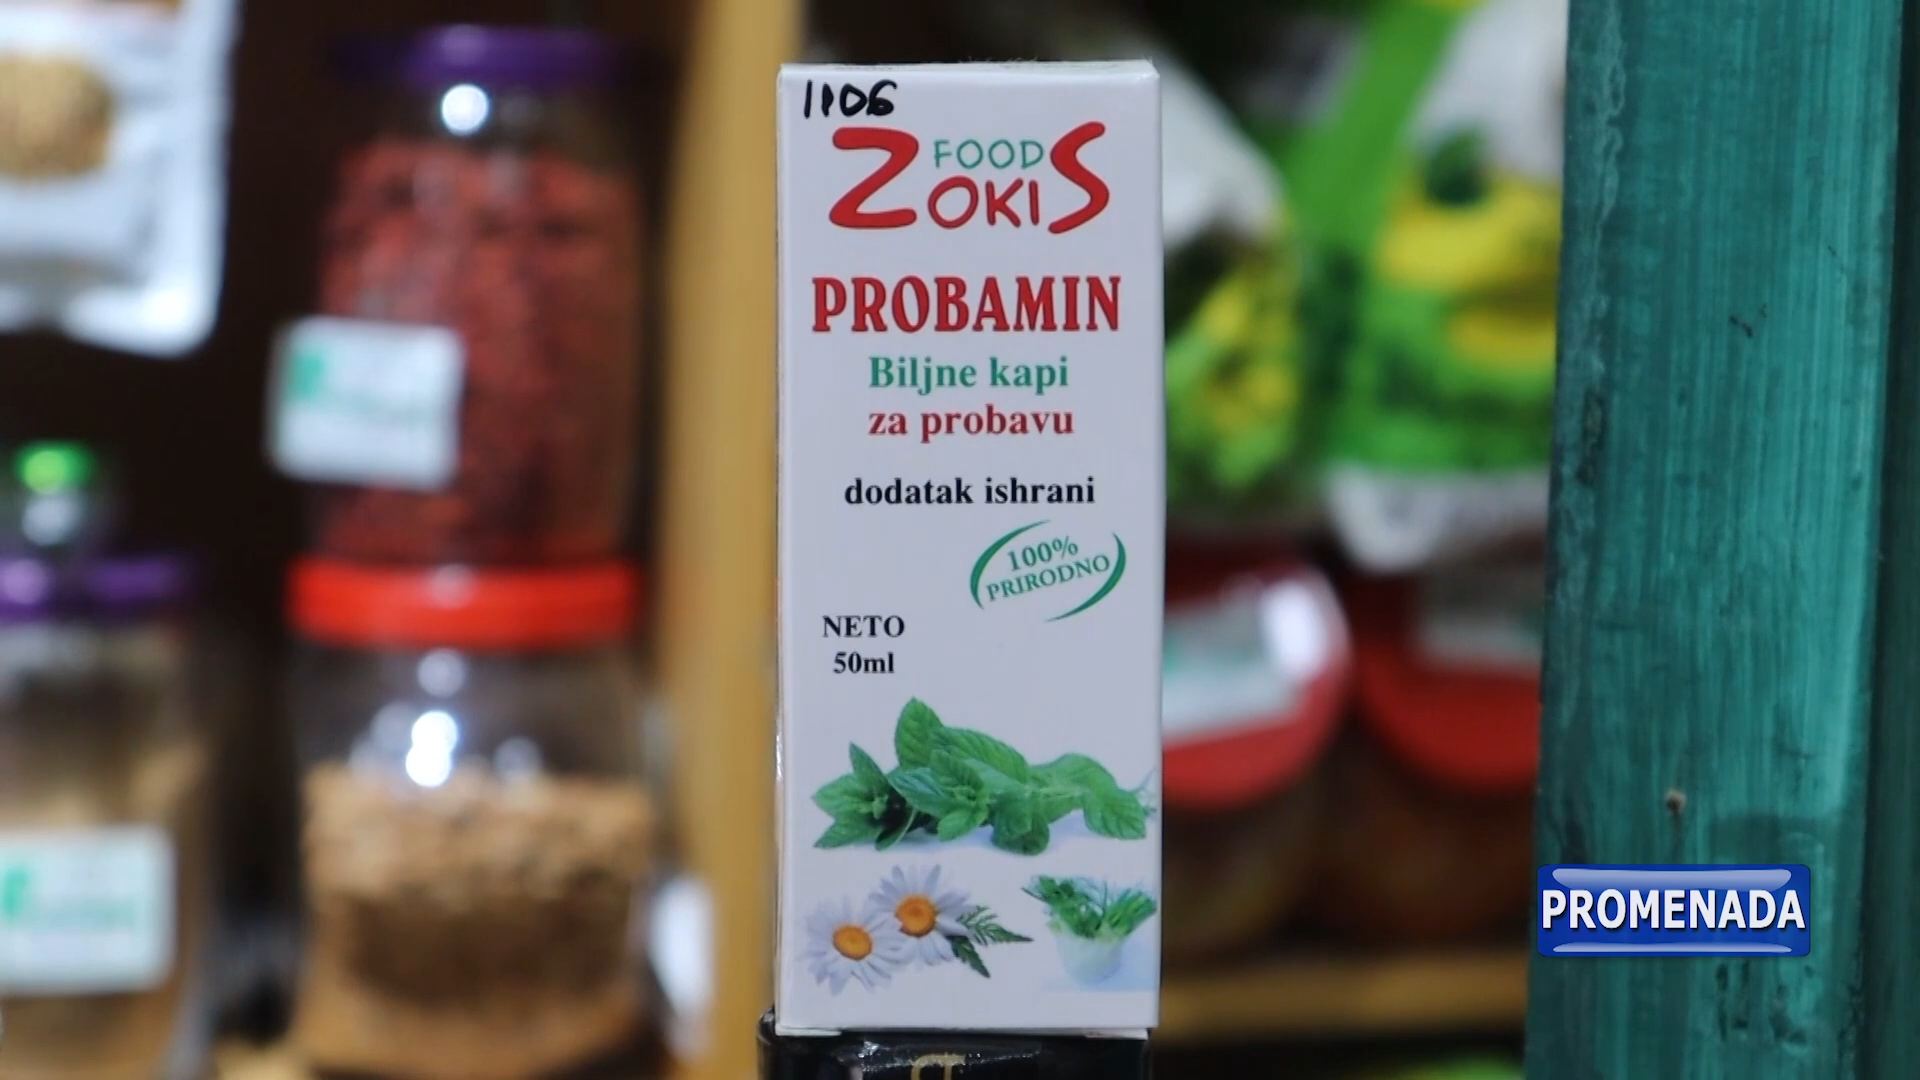 1106
FOOD
ZOKIS
PROBAMIN
Biljne kapi
za probavu
dodatak ishrani
100%
PRIRODNO
NETO
50ml
PROMENADA